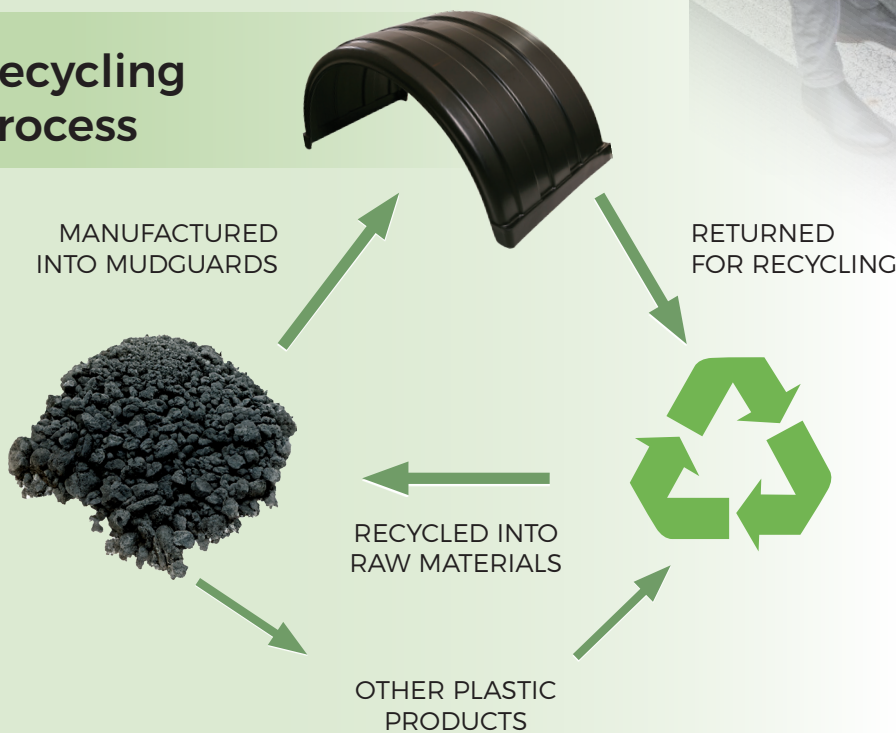 ecycling
rocess
MANUFACTURED
INTO MUDGUARDS
RETURNED
FOR RECYCLING
RECYCLED INTO
RAW MATERIALS
OTHER PLASTIC
PRODUCTS